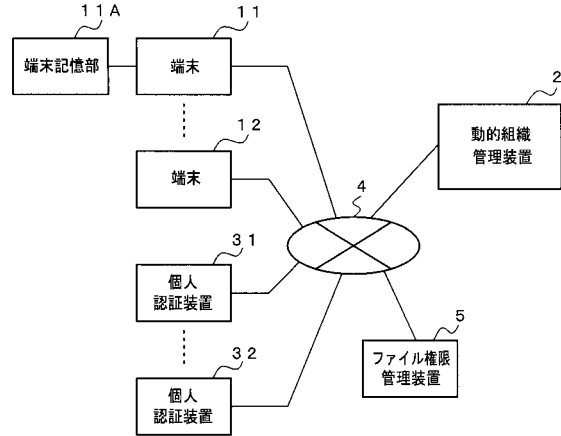 11A
端末記憶部
11
端末
12
端末
2
動的組織
管理装置
4
31
個人
認証装置
32
個人
認証装置
5
ファイル権限
管理装置